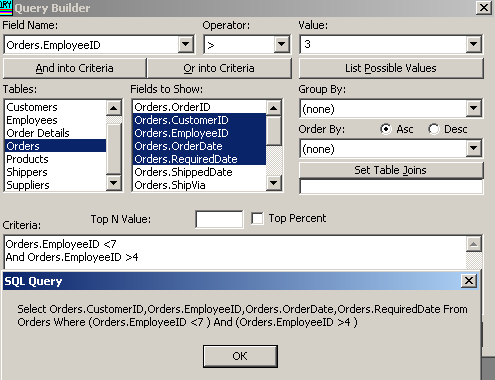 Query Builder
Field Name: Operator: Value:
Orders.EmployeeID > 3
And into Criteria Or into Criteria List Possible Values
Tables: Fields to Show: Group By:
Customers Orders.OrderID (none)
Employees Orders.CustomerID
Order Details Orders.EmployeeID Order By: Asc Desc
Orders Orders.OrderDate (none)
Products Orders.RequiredDate
Shippers Orders.ShippedDate Set Table Joins
Suppliers Orders.ShipVia
Top N Value: Top Percent
Criteria:
Orders.EmployeeID <7
And Orders.EmployeeID >4
SQL Query
Select Orders.CustomerID,Orders.EmployeeID,Orders.OrderDate,Orders.RequiredDate From
Orders Where (Orders.EmployeeID <7 ) And (Orders.EmployeeID >4 )
OK